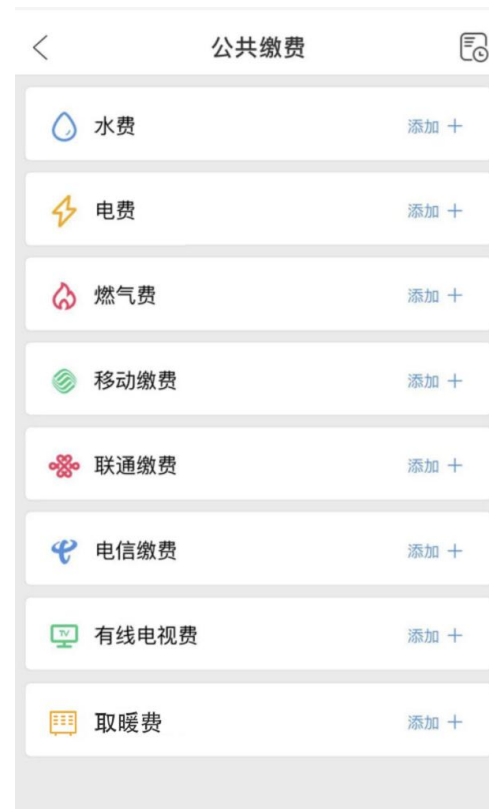 公共缴费
水费 添加 +
电费 添加 +
燃气费 添加 +
移动缴费 添加 +
联通缴费 添加 +
电信缴费 添加 +
TV 有线电视费 添加 +
取暖费 添加 +